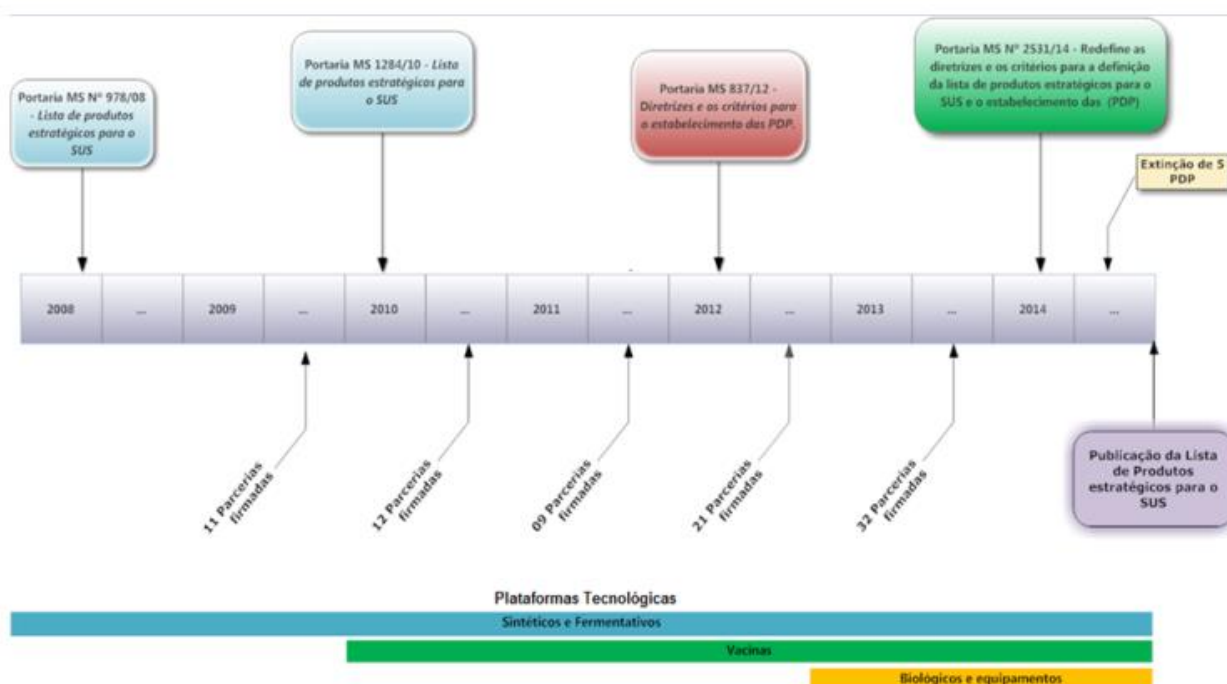 Portaria MS Nº 978/08
- Lista de produtos
estratégicos para o
SUS
Portaria MS 1284/10 - Lista
de produtos estratégicos para
o SUS
Portaria MS 837/12 -
Diretrizes e os critérios para
o estabelecimento das PDP.
Portaria MS Nº 2531/14 - Redefine as
diretrizes e os critérios para a definição
da lista de produtos estratégicos para o
SUS e o estabelecimento das (PDP)
Extinção de 5
PDP
2008 ... 2009 ... 2010 ... 2011 ... 2012 ... 2013 ... 2014 ...
11 Parcerias
firmadas
12 Parcerias
firmadas
09 Parcerias
firmadas
21 Parcerias
firmadas
32 Parcerias
firmadas
Publicação da Lista
de Produtos
estratégicos para o
SUS
Plataformas Tecnológicas
Sintéticos e Fermentativos
Vacinas
Biológicos e equipamentos